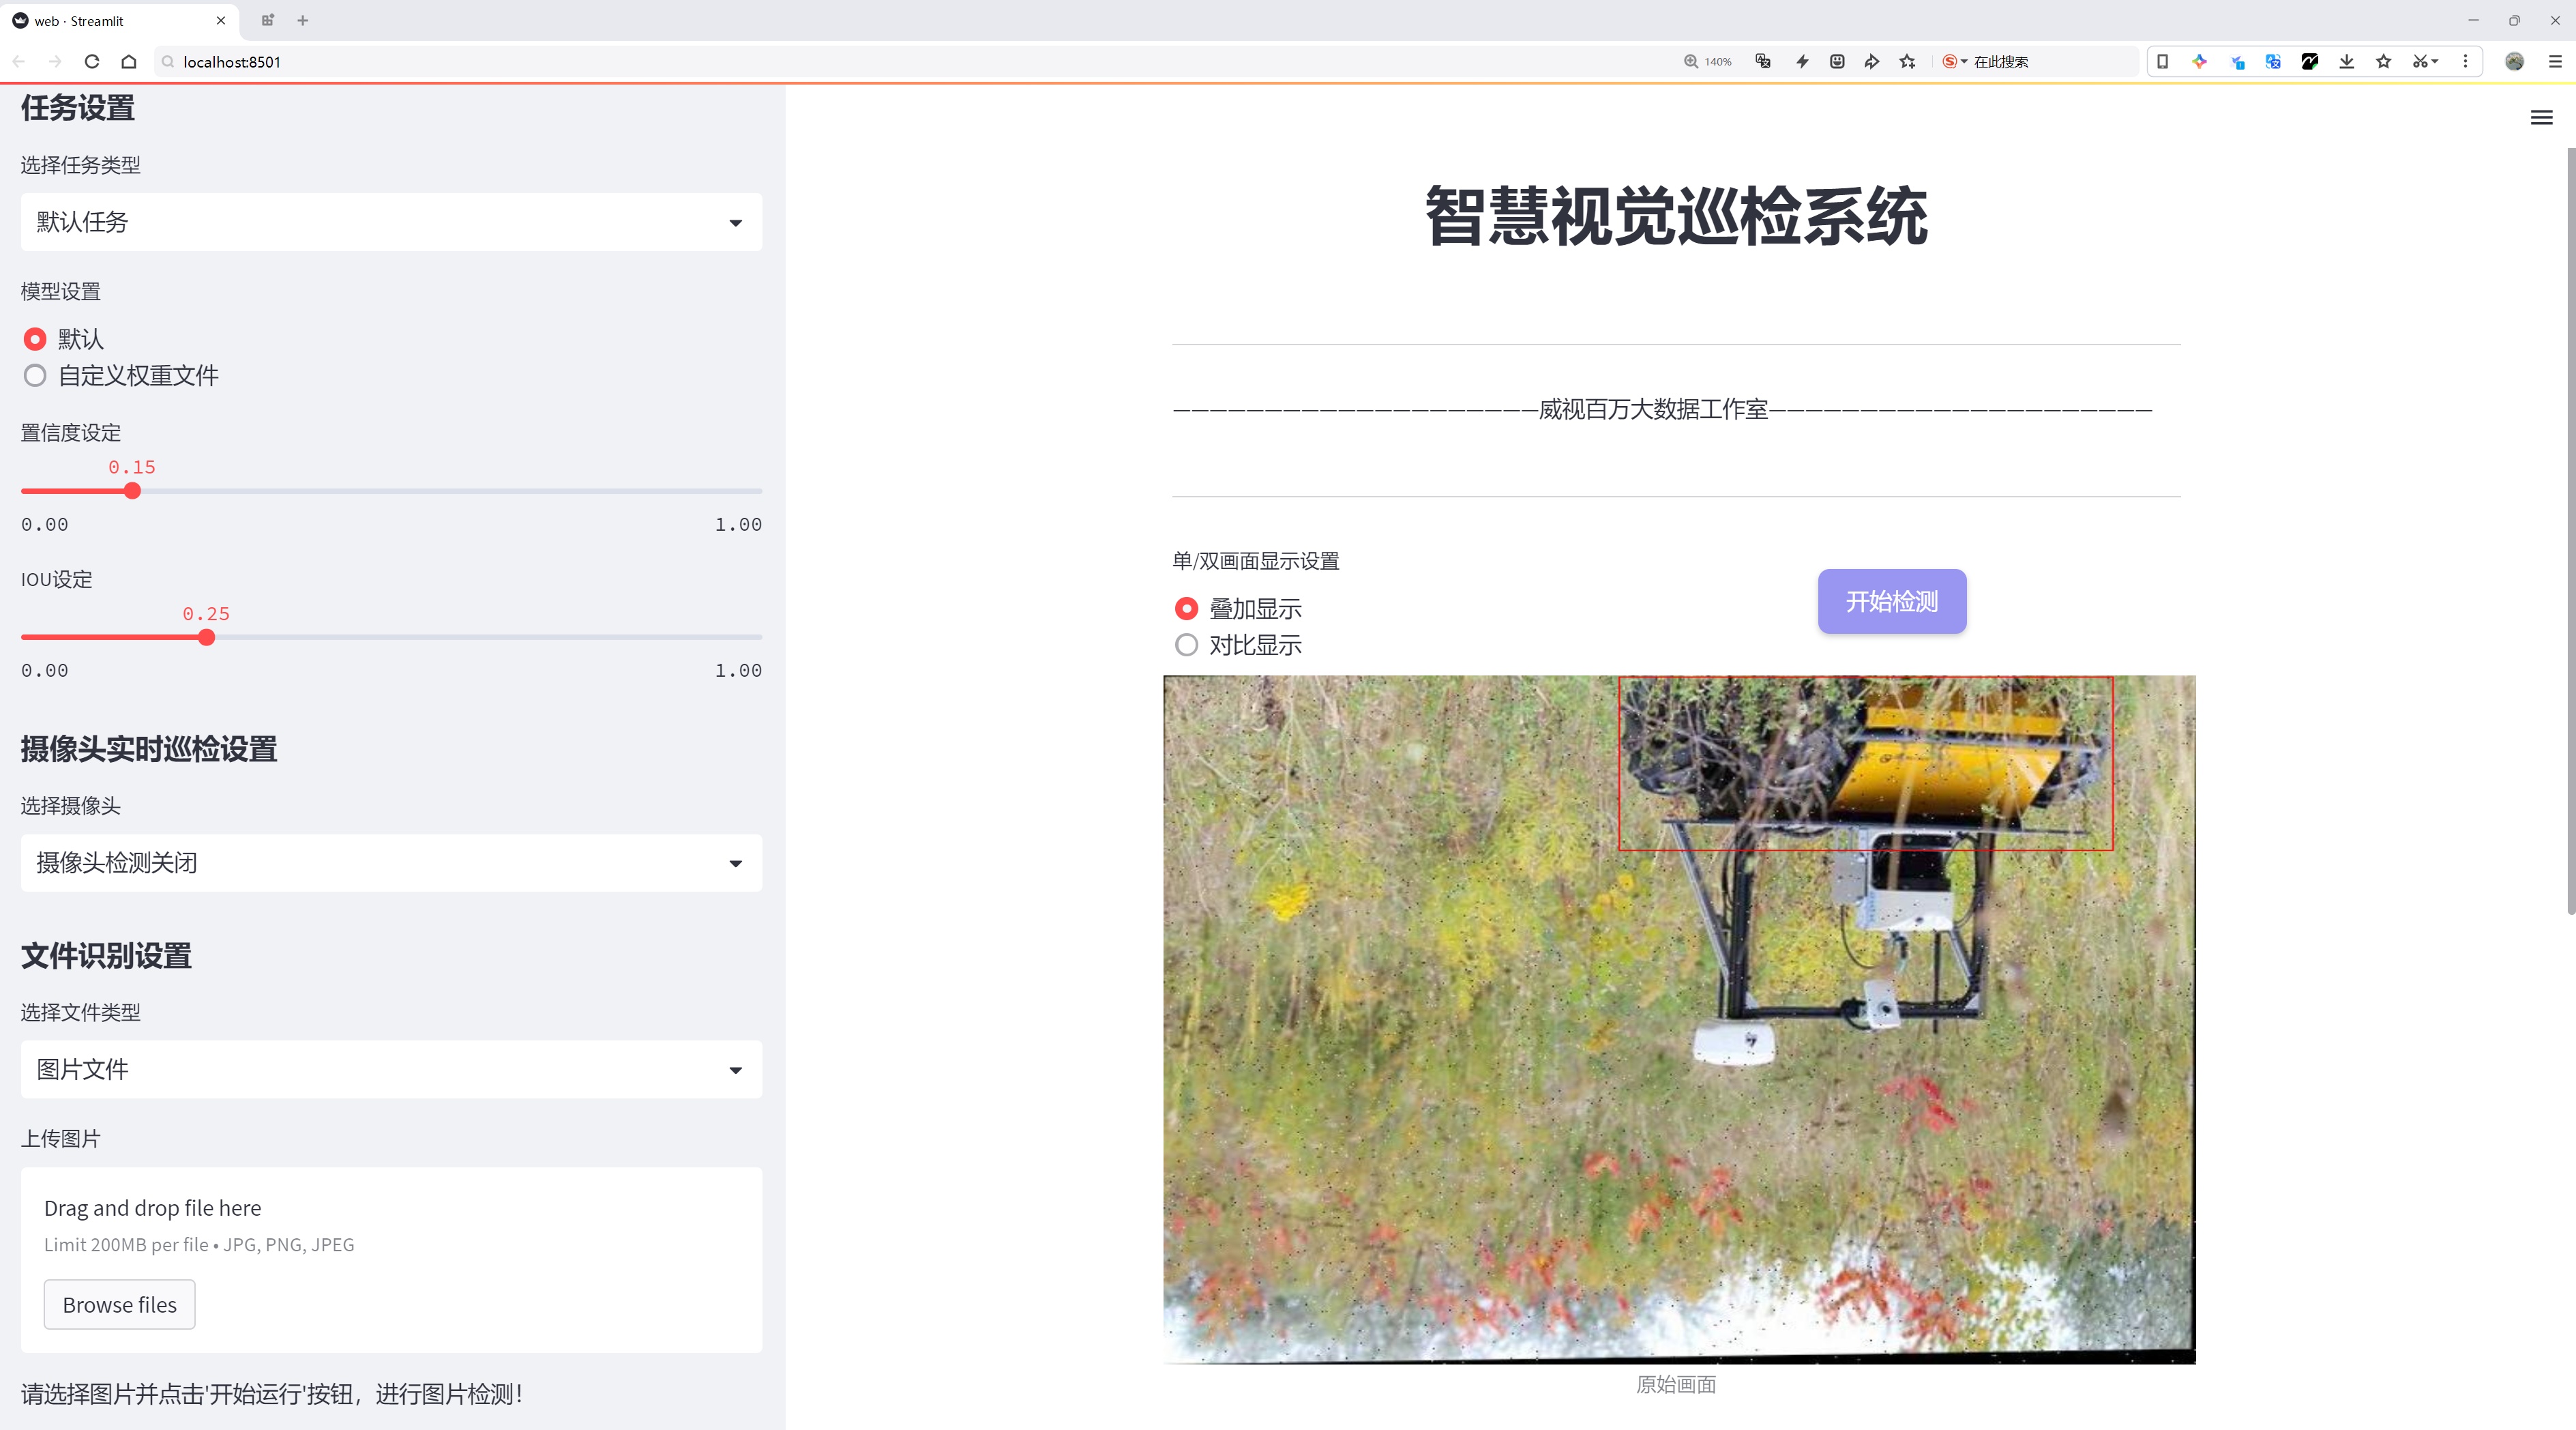 web · Streamlit
localhost:8501
140%
在此搜索
任务设置
选择任务类型
默认任务
模型设置
默认
自定义权重文件
置信度设定
0.15
0.00
1.00
IOU设定
0.25
0.00
1.00
摄像头实时巡检设置
选择摄像头
摄像头检测关闭
文件识别设置
选择文件类型
图片文件
上传图片
Drag and drop file here
Limit 200MB per file • JPG, PNG, JPEG
Browse files
请选择图片并点击'开始运行'按钮，进行图片检测！
智慧视觉巡检系统
————————————————————威视百万大数据工作室—————————————————————
单/双画面显示设置
叠加显示
对比显示
开始检测
原始画面